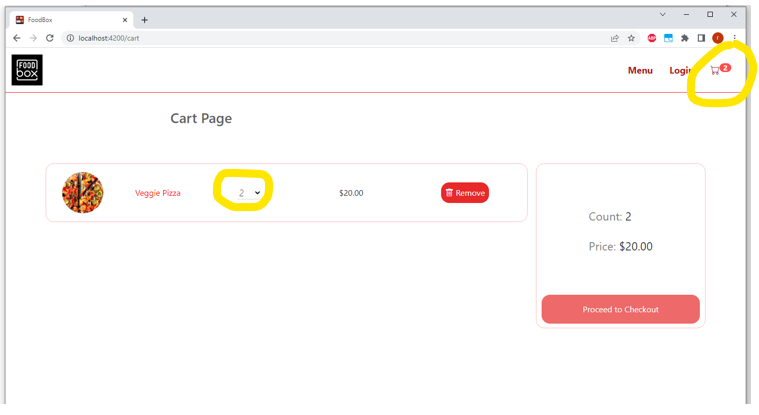 FoodBox
localhost:4200/cart
FOOD
box
Menu
Login
2
Cart Page
Veggie Pizza
2
$20.00
Remove
Count: 2
Price: $20.00
Proceed to Checkout